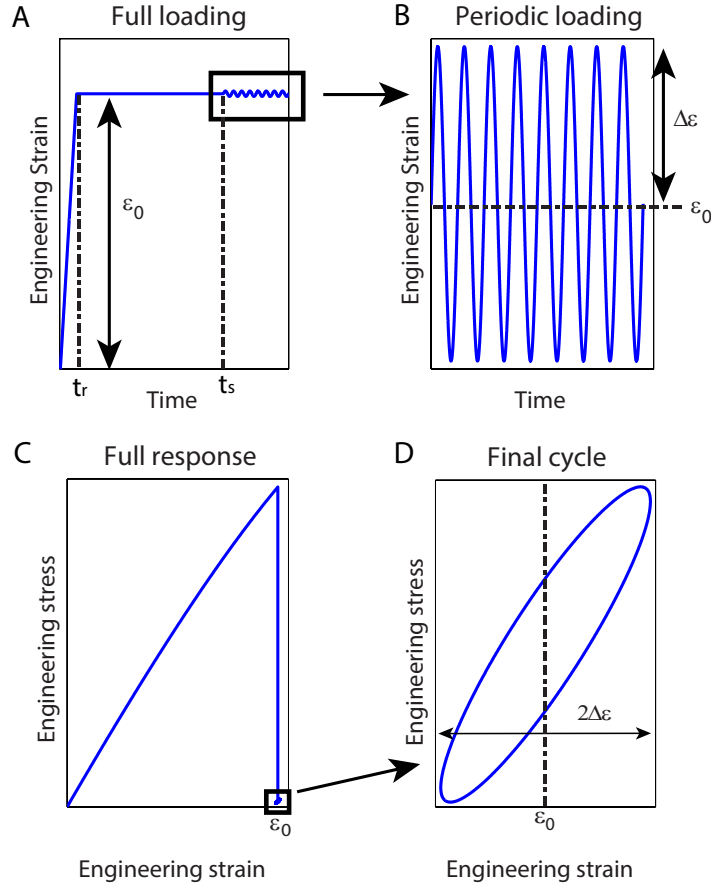 A
Full loading
Engineering Strain
ε0
tr
ts
Time
B
Periodic loading
Engineering Strain
Δε
ε0
Time
C
Full response
Engineering stress
ε0
Engineering strain
D
Final cycle
Engineering stress
2Δε
ε0
Engineering strain